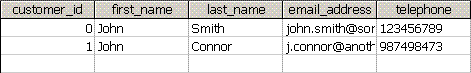 customer_id first_name last_name email_address telephone
0 John Smith john.smith@sor 123456789
1 John Connor j.connor@anoth 987498473